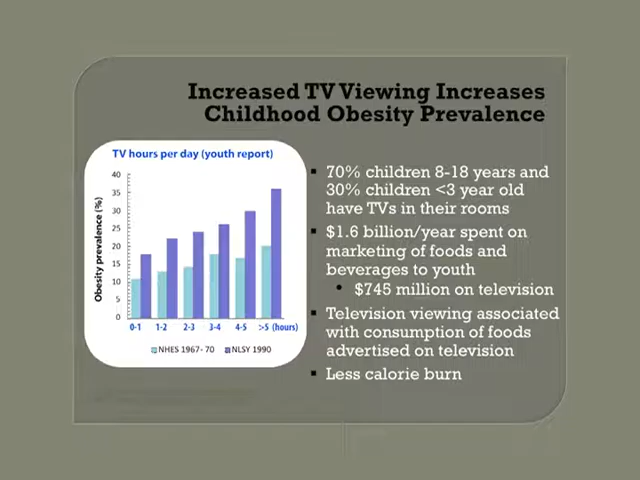 Increased TV Viewing Increases
Childhood Obesity Prevalence
TV hours per day (youth report)
Obesity prevalence (%)
40
35
30
25
20
15
10
5
0
0-1 1-2 2-3 3-4 4-5 >5 (hours)
NHES 1967-70 NLSY 1990
▪ 70% children 8-18 years and
30% children <3 year old
have TVs in their rooms
▪ $1.6 billion/year spent on
marketing of foods and
beverages to youth
• $745 million on television
▪ Television viewing associated
with consumption of foods
advertised on television
▪ Less calorie burn